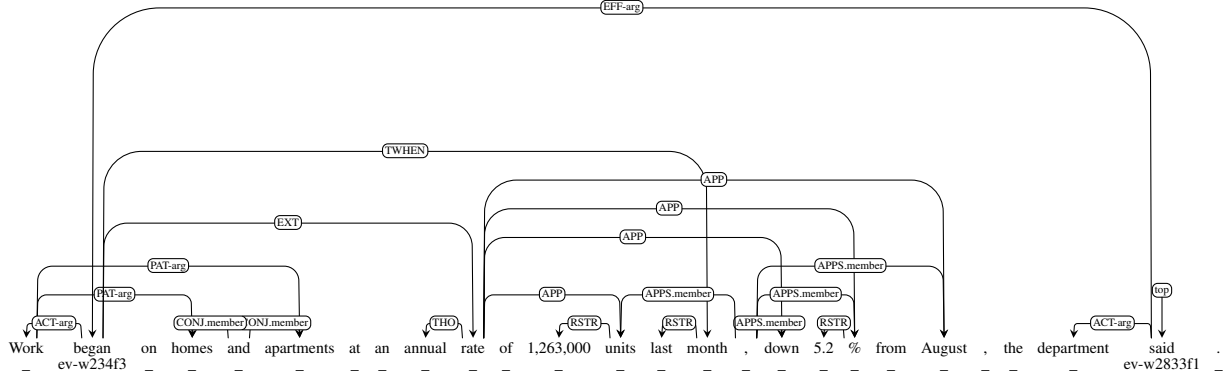 EFF-arg
TWHEN
APP
APP
EXT
APP
PAT-arg APPS.member
PAT-arg APP APPS.member APPS.member top
ACT-arg CONJ.member ONJ.member THO RSTR RSTR APPS.member RSTR ACT-arg
Work began on homes and apartments at an annual rate of 1,263,000 units last month , down 5.2 % from August , the department said .
_ ev-w234f3 _ _ _ _ _ _ _ _ _ _ _ _ _ _ _ _ _ _ _ _ _ _ ev-w2833f1 _